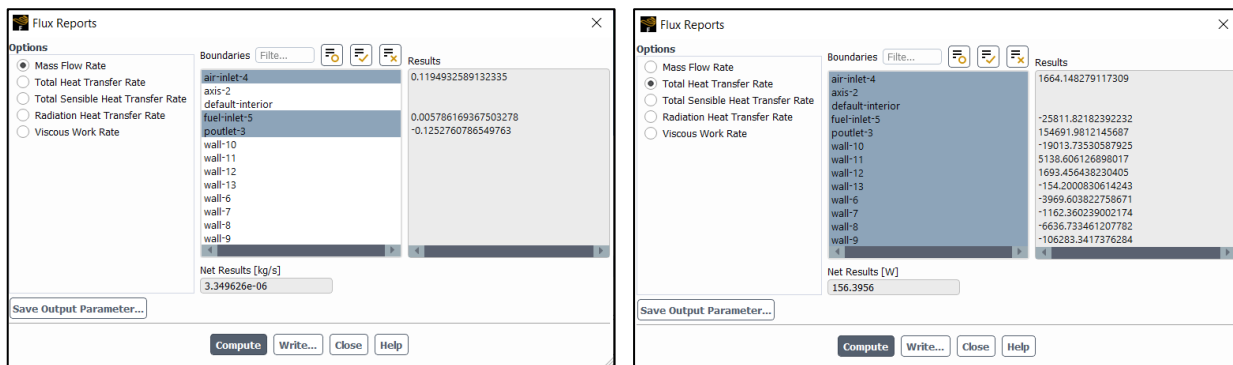 Flux Reports
Options
Mass Flow Rate
Total Heat Transfer Rate
Total Sensible Heat Transfer Rate
Radiation Heat Transfer Rate
Viscous Work Rate
Boundaries Filte...
air-inlet-4
axis-2
default-interior
fuel-inlet-5
poutlet-3
wall-10
wall-11
wall-12
wall-13
wall-6
wall-7
wall-8
wall-9
Results
0.1194932589132335
0.005786169367503278
-0.1252760786549763
Net Results [kg/s]
3.349626e-06
Save Output Parameter...
Compute Write... Close Help
Flux Reports
Options
Mass Flow Rate
Total Heat Transfer Rate
Total Sensible Heat Transfer Rate
Radiation Heat Transfer Rate
Viscous Work Rate
Boundaries Filte...
air-inlet-4
axis-2
default-interior
fuel-inlet-5
poutlet-3
wall-10
wall-11
wall-12
wall-13
wall-6
wall-7
wall-8
wall-9
Results
1664.148279117309
-25811.82182392232
154691.9812145687
-19013.73530587925
5138.606126898017
1693.456438230405
-154.2000830614243
-3969.603822758671
-1162.360239002174
-6636.733461207782
-106283.3417376284
Net Results [W]
156.3956
Save Output Parameter...
Compute Write... Close Help